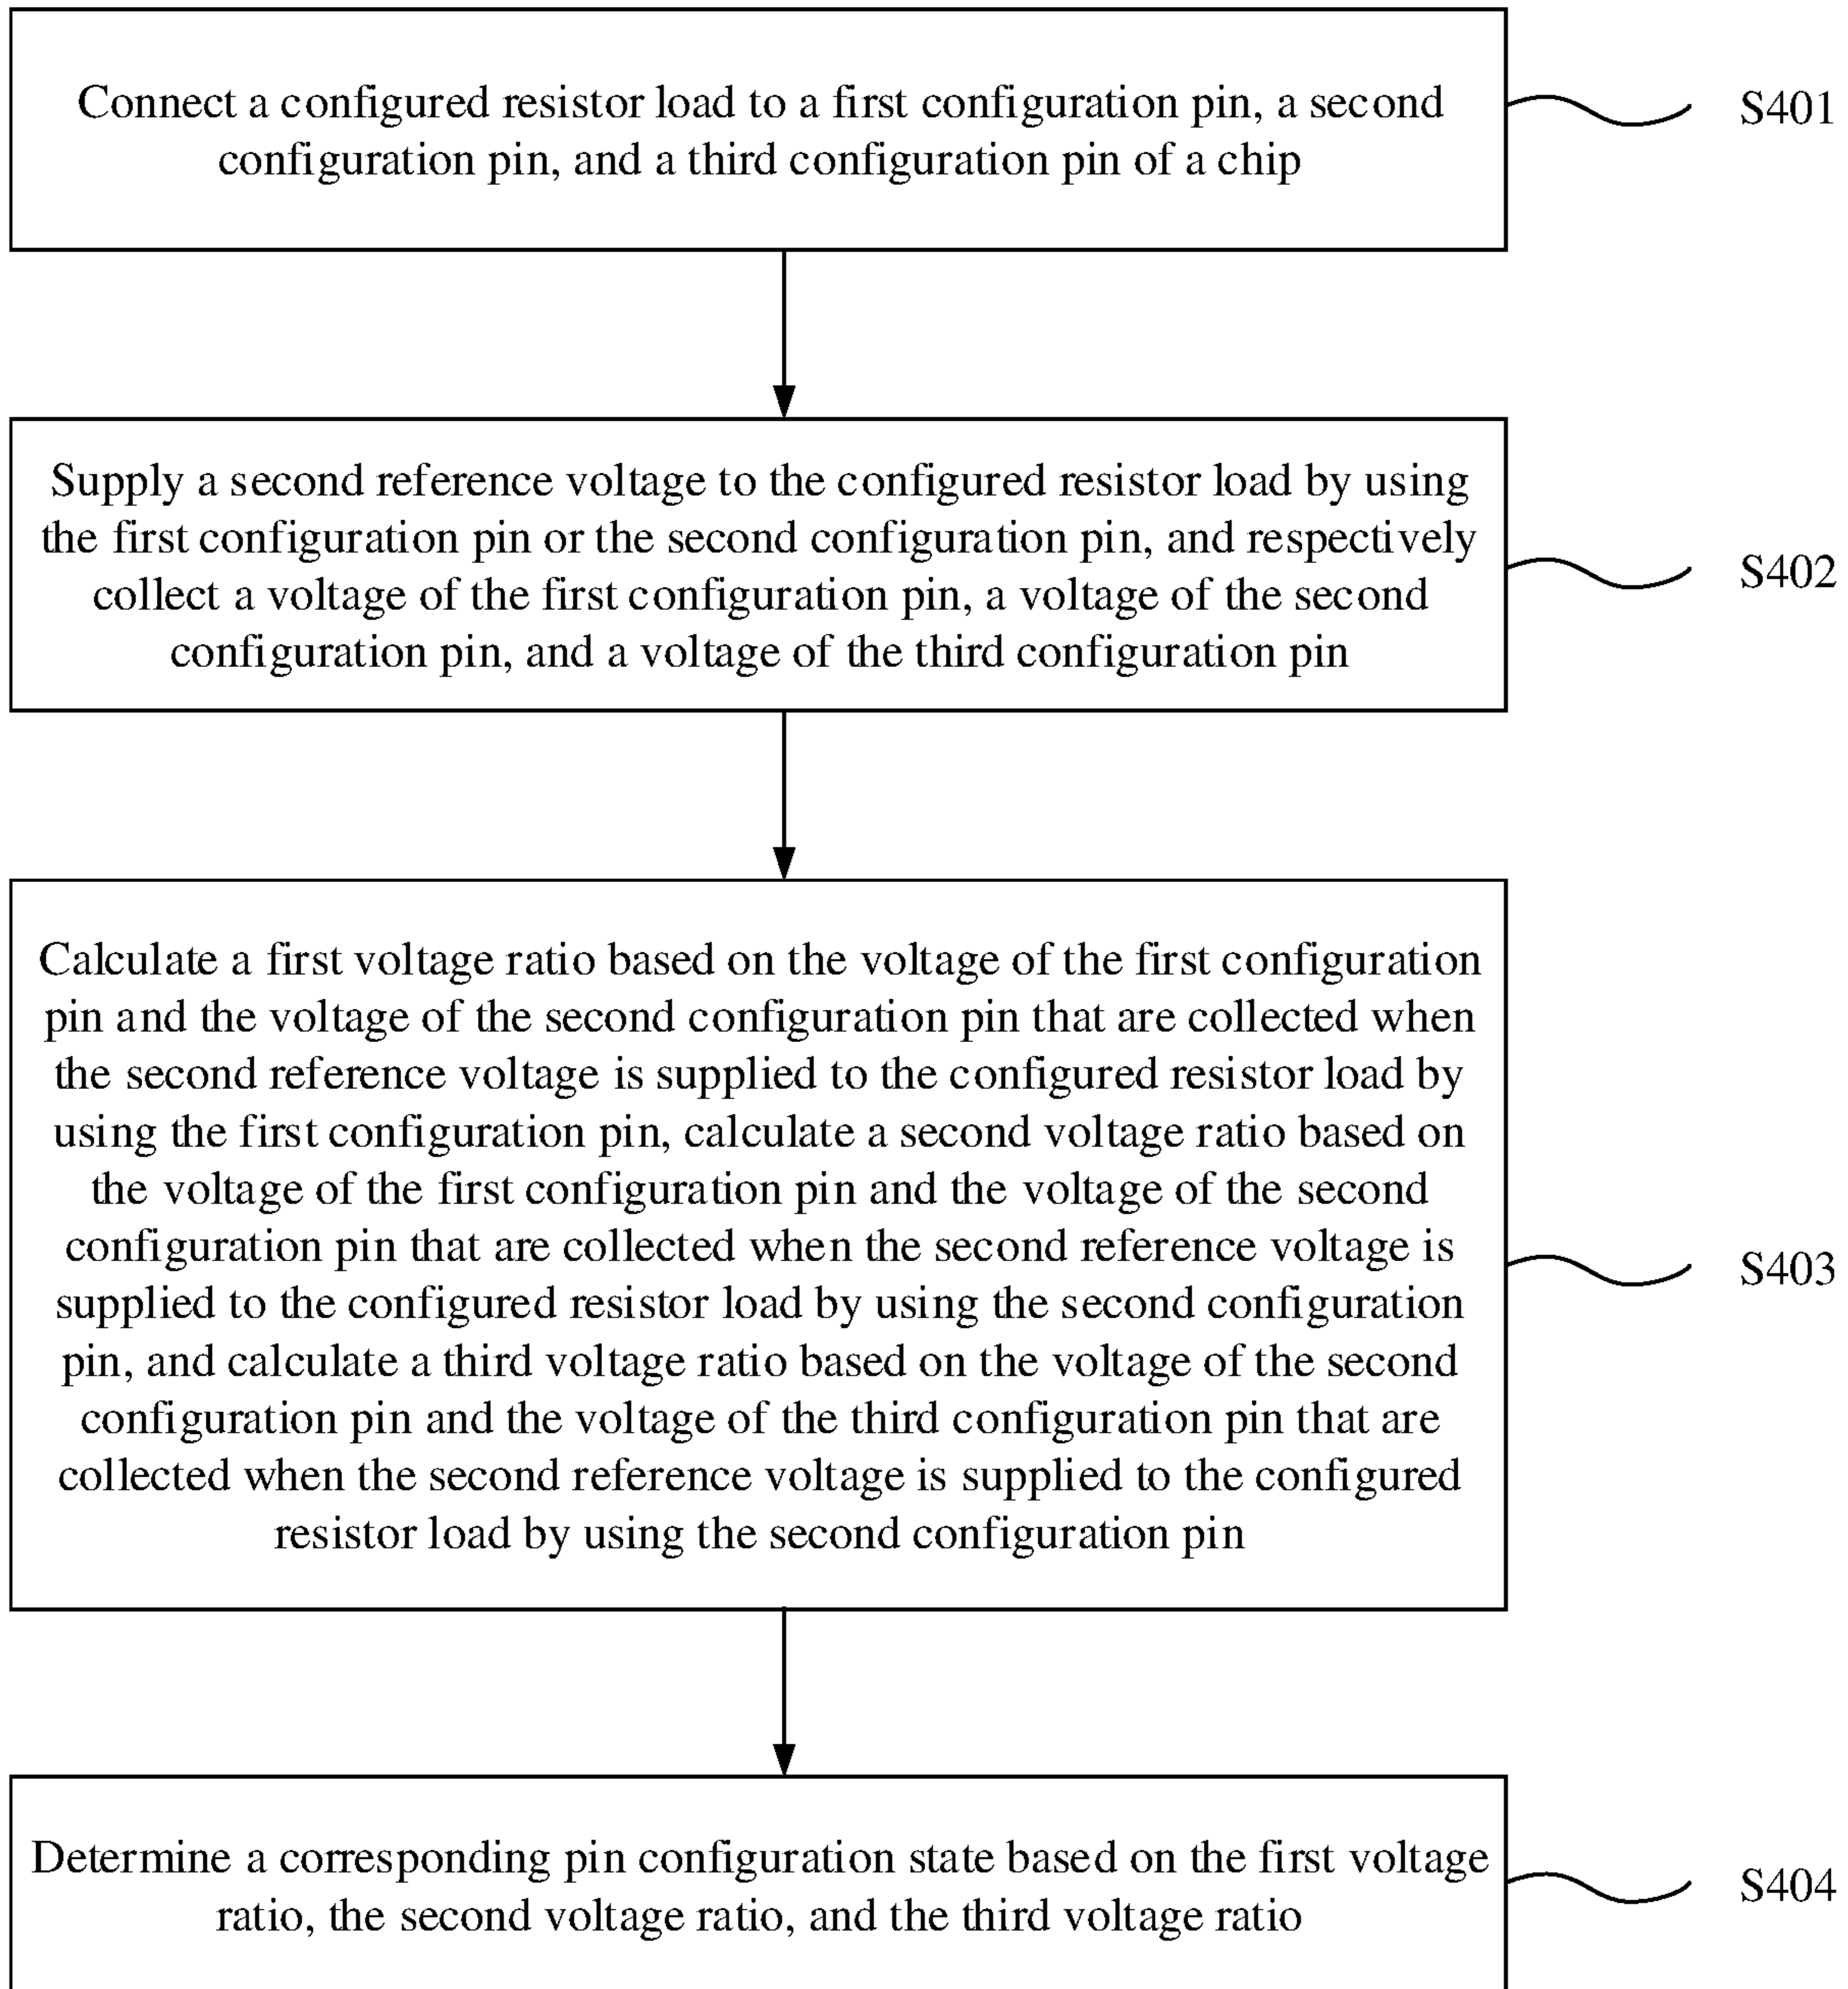 Connect a configured resistor load to a first configuration pin, a second
configuration pin, and a third configuration pin of a chip
S401
Supply a second reference voltage to the configured resistor load by using
the first configuration pin or the second configuration pin, and respectively
collect a voltage of the first configuration pin, a voltage of the second
configuration pin, and a voltage of the third configuration pin
S402
Calculate a first voltage ratio based on the voltage of the first configuration
pin and the voltage of the second configuration pin that are collected when
the second reference voltage is supplied to the configured resistor load by
using the first configuration pin, calculate a second voltage ratio based on
the voltage of the first configuration pin and the voltage of the second
configuration pin that are collected when the second reference voltage is
supplied to the configured resistor load by using the second configuration
pin, and calculate a third voltage ratio based on the voltage of the second
configuration pin and the voltage of the third configuration pin that are
collected when the second reference voltage is supplied to the configured
resistor load by using the second configuration pin
S403
Determine a corresponding pin configuration state based on the first voltage
ratio, the second voltage ratio, and the third voltage ratio
S404